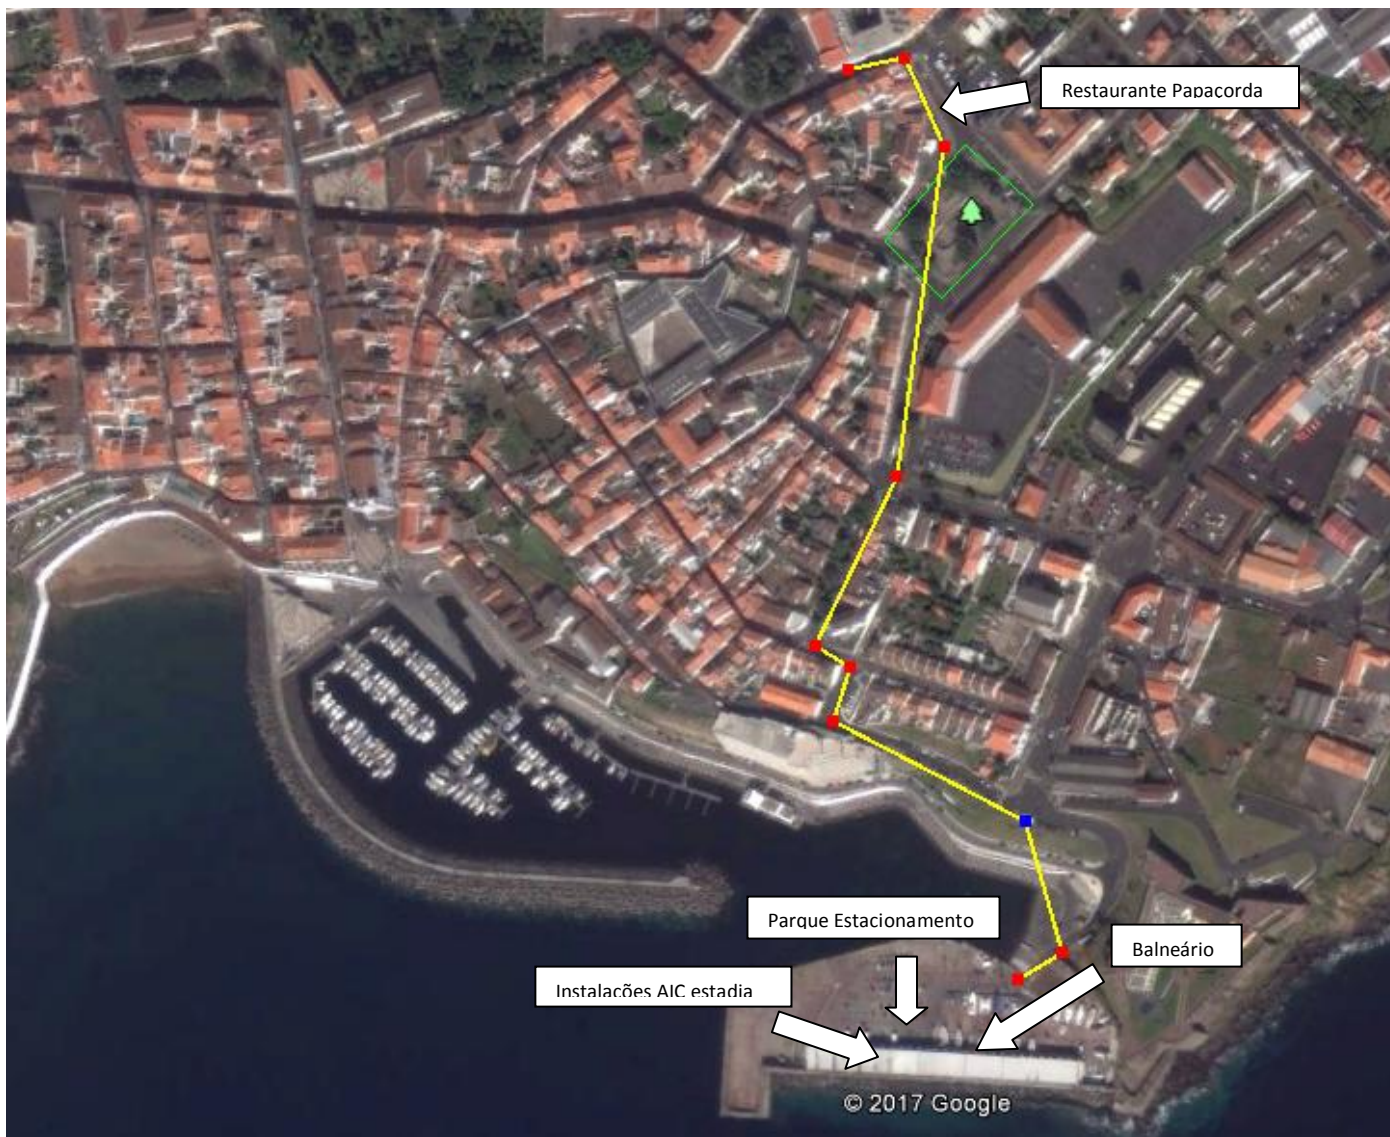 Restaurante Papacorda
Parque Estacionamento
Balneário
Instalações AIC estadia
© 2017 Google